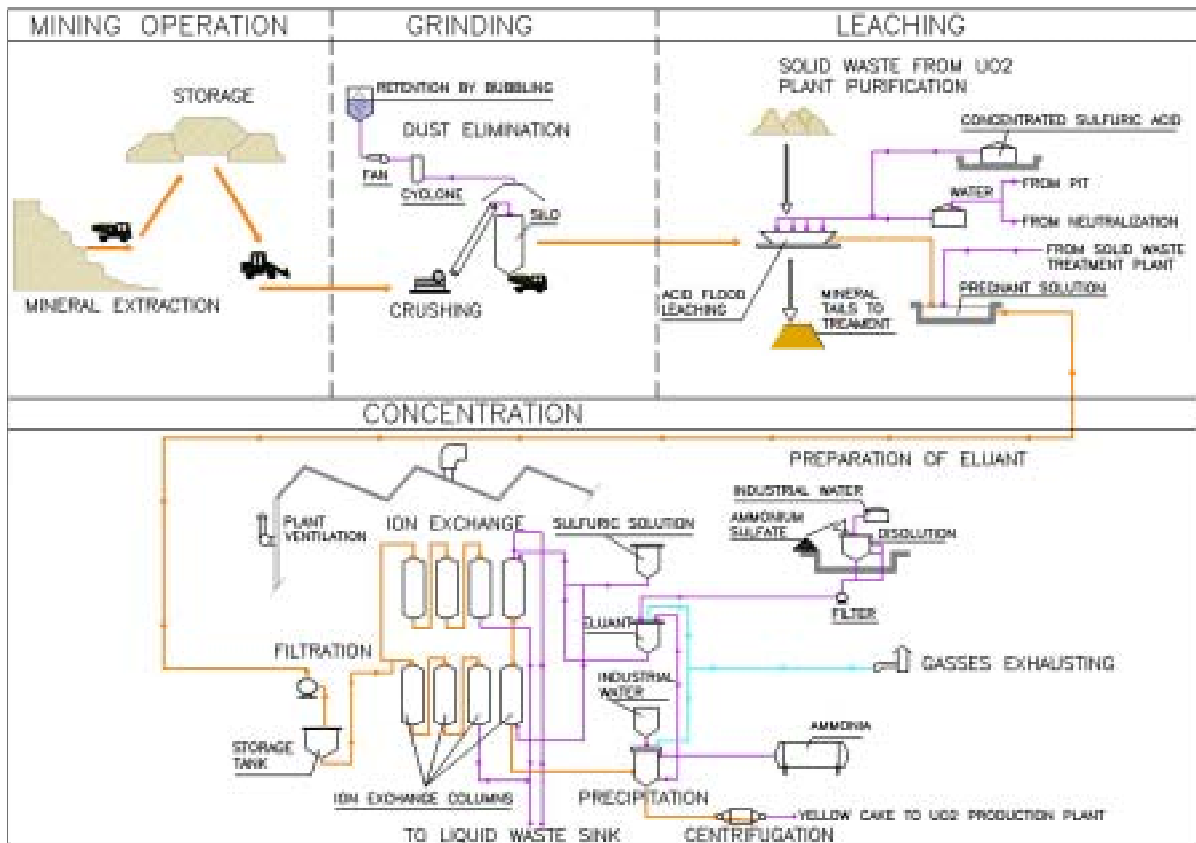 MINING OPERATION
GRINDING
LEACHING
STORAGE
MINERAL EXTRACTION
RETENTION BY BUBBLING
DUST ELIMINATION
FAN
CYCLONE
SILO
CRUSHING
SOLID WASTE FROM UO2
PLANT PURIFICATION
CONCENTRATED SULFURIC ACID
WATER
FROM PIT
FROM NEUTRALIZATION
FROM SOLID WASTE
TREATMENT PLANT
PREGNANT SOLUTION
ACID FLOOD
LEACHING
MINERAL
TAILS TO
TREAMENT
CONCENTRATION
PREPARATION OF ELUANT
PLANT
VENTILATION
ION EXCHANGE
SULFURIC SOLUTION
INDUSTRIAL WATER
AMMONIUM
SULFATE
DISOLUTION
FILTER
ELUANT
FILTRATION
GASSES EXHAUSTING
INDUSTRIAL
WATER
STORAGE
TANK
AMMONIA
ION EXCHANGE COLUMNS
PRECIPITATION
YELLOW CAKE TO UO2 PRODUCTION PLANT
TO LIQUID WASTE SINK
CENTRIFUGATION